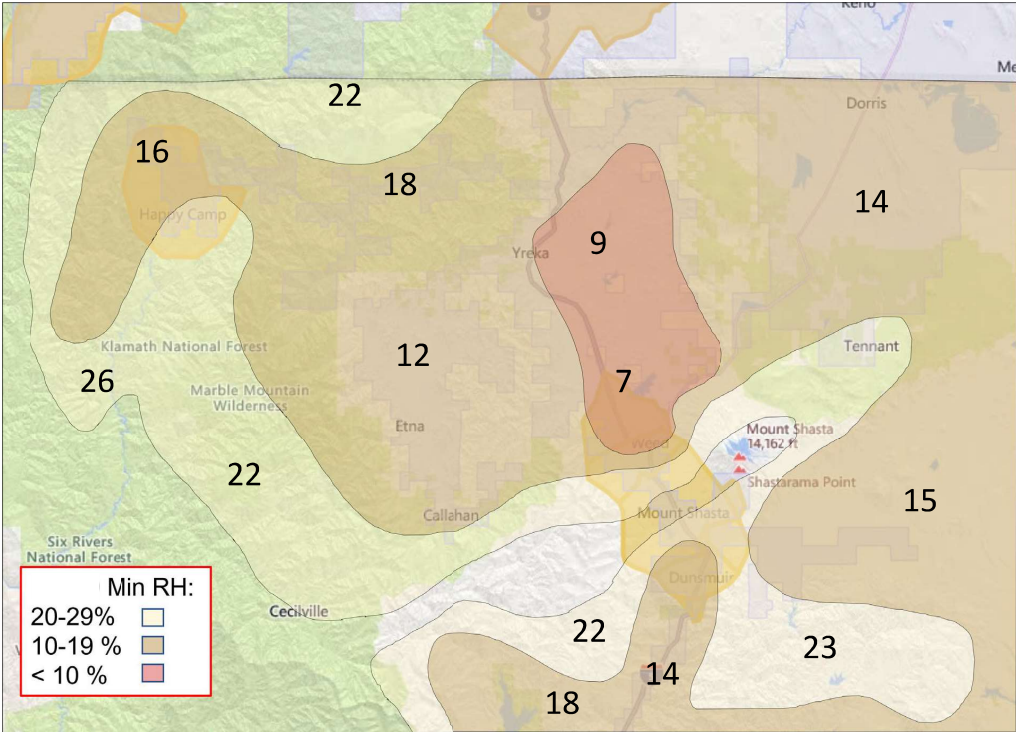 Keno
22
Dorris
16
18
14
Happy Camp
9
Yreka
Klamath National Forest
12
Tennant
26
7
Marble Mountain
Wilderness
Etna
Mount Shasta
14,162 ft
Weed
22
Shastarama Point
15
Callahan
Mount Shasta
Six Rivers
National Forest
Dunsmuir
Min RH:
20-29%
10-19 %
< 10 %
Cecilville
22
23
14
18